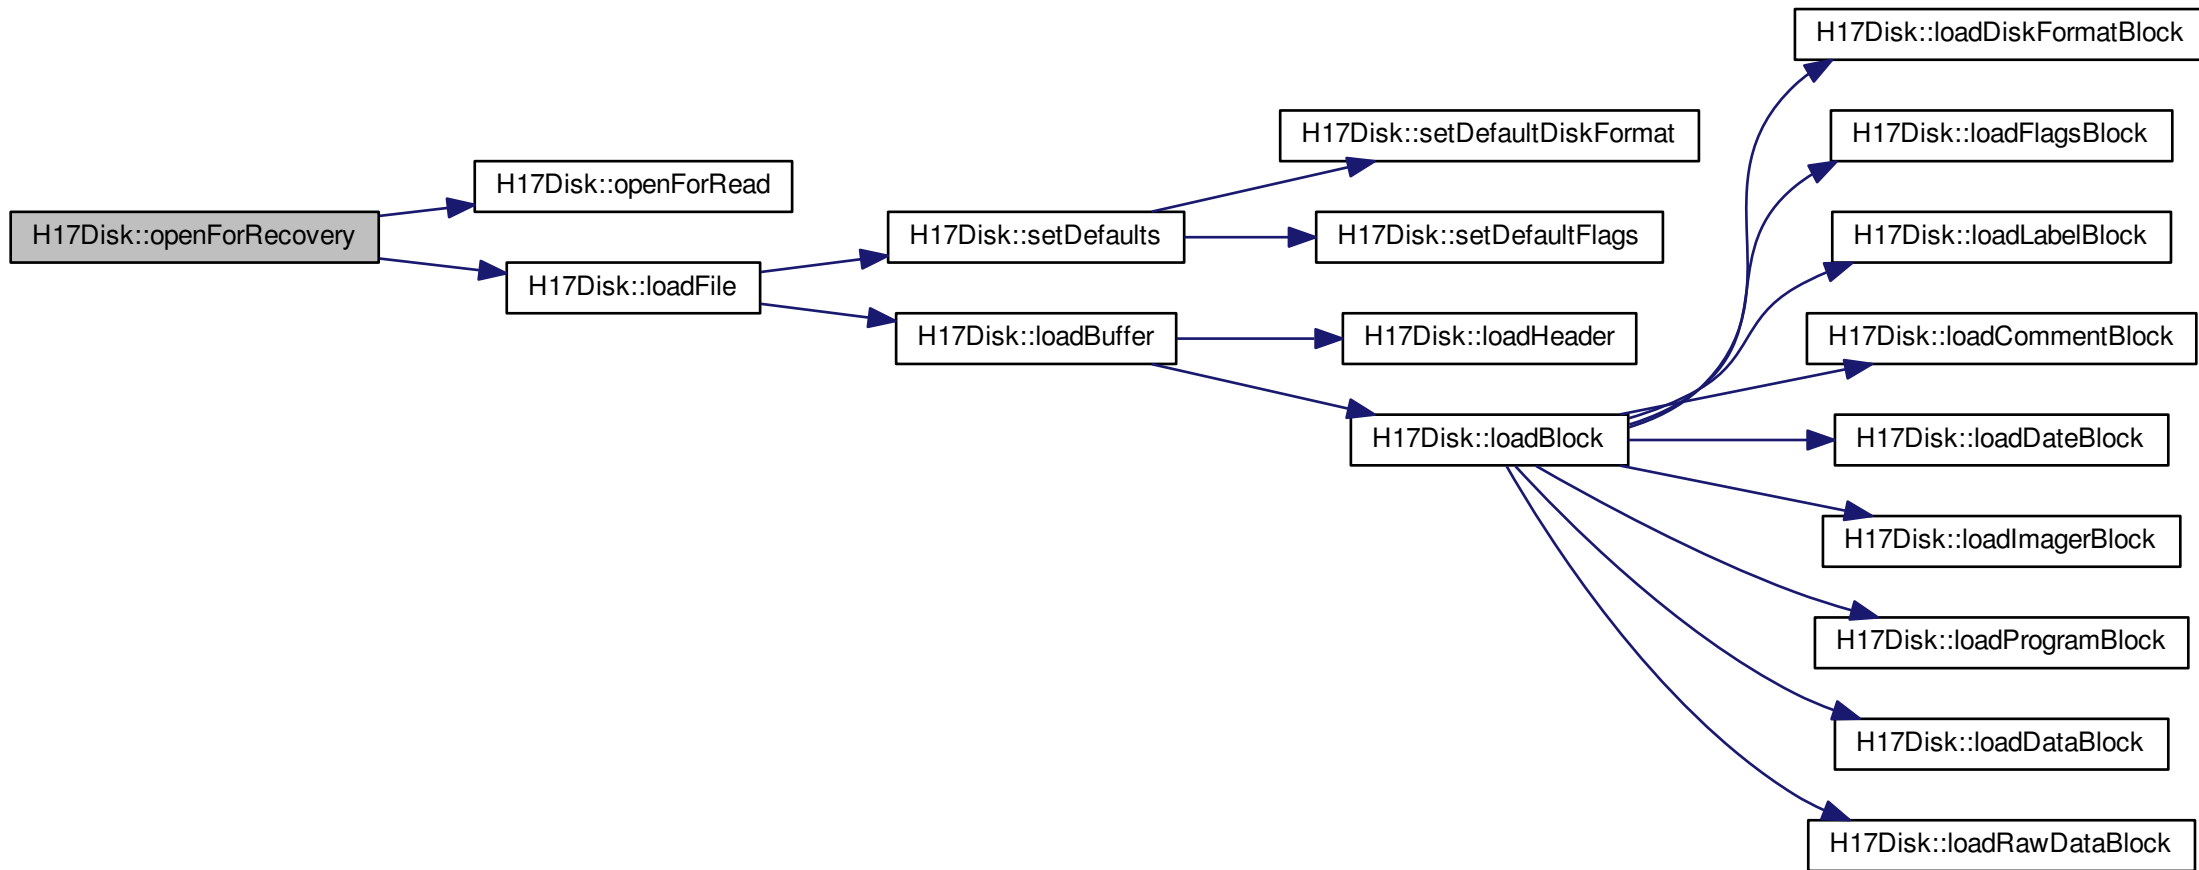 H17Disk::openForRecovery
H17Disk::openForRead
H17Disk::loadFile
H17Disk::setDefaults
H17Disk::loadBuffer
H17Disk::setDefaultDiskFormat
H17Disk::setDefaultFlags
H17Disk::loadHeader
H17Disk::loadBlock
H17Disk::loadDiskFormatBlock
H17Disk::loadFlagsBlock
H17Disk::loadLabelBlock
H17Disk::loadCommentBlock
H17Disk::loadDateBlock
H17Disk::loadImagerBlock
H17Disk::loadProgramBlock
H17Disk::loadDataBlock
H17Disk::loadRawDataBlock